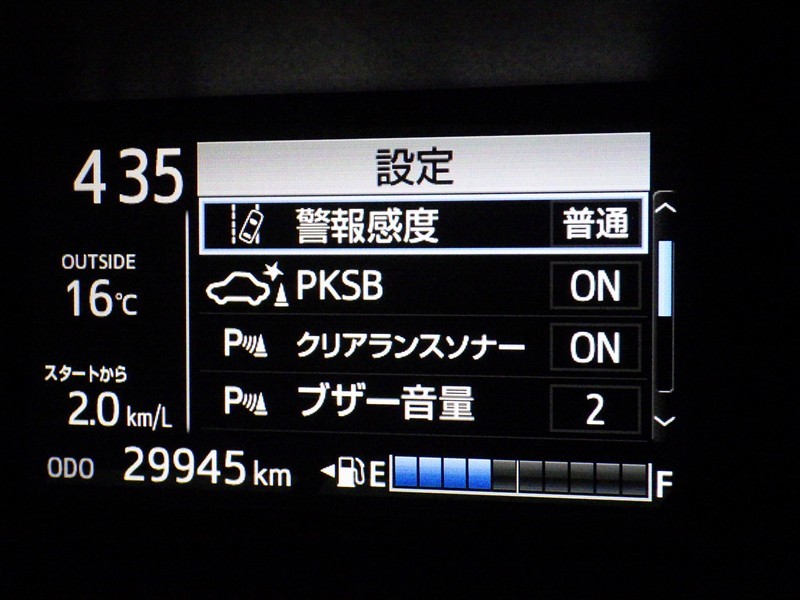 435
設定
警報感度 普通
OUTSIDE
16℃
PKSB ON
P クリアランスソナー ON
スタートから
2.0 km/L
P ブザー音量 2
ODO 29945 km E F